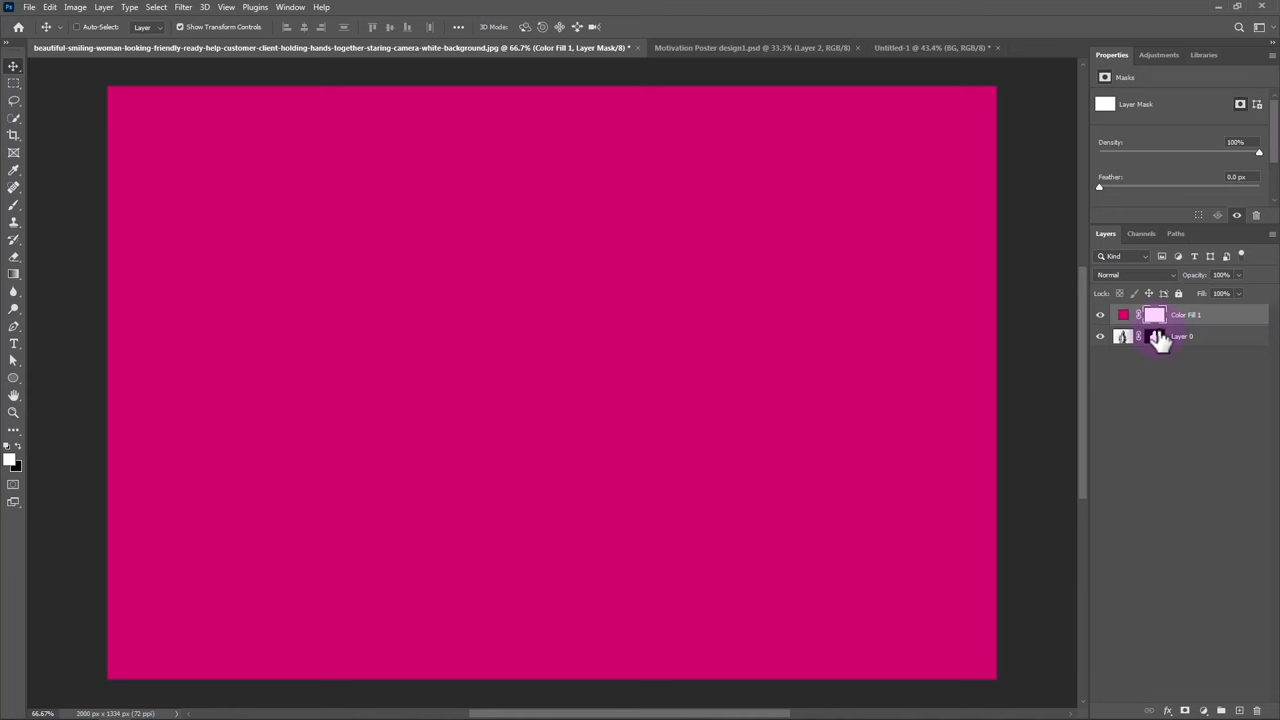 Ps File Edit Image Layer Type Select Filter 3D View Plugins Window Help
Auto-Select: Layer Show Transform Controls 3D Mode:
beautiful-smiling-woman-looking-friendly-ready-help-customer-client-holding-hands-together-staring-camera-white-background.jpg @ 66.7% (Color Fill 1, Layer Mask/8) * × Motivation Poster design1.psd @ 33.3% (Layer 2, RGB/8) × Untitled-1 @ 43.4% (BG, RGB/8) * ×
Properties Adjustments Libraries
Masks
Layer Mask
Density: 100%
Feather: 0.0 px
Layers Channels Paths
Kind
Normal Opacity: 100%
Lock: Fill: 100%
Color Fill 1
Layer 0
66.67% 2000 px x 1334 px (72 ppi)